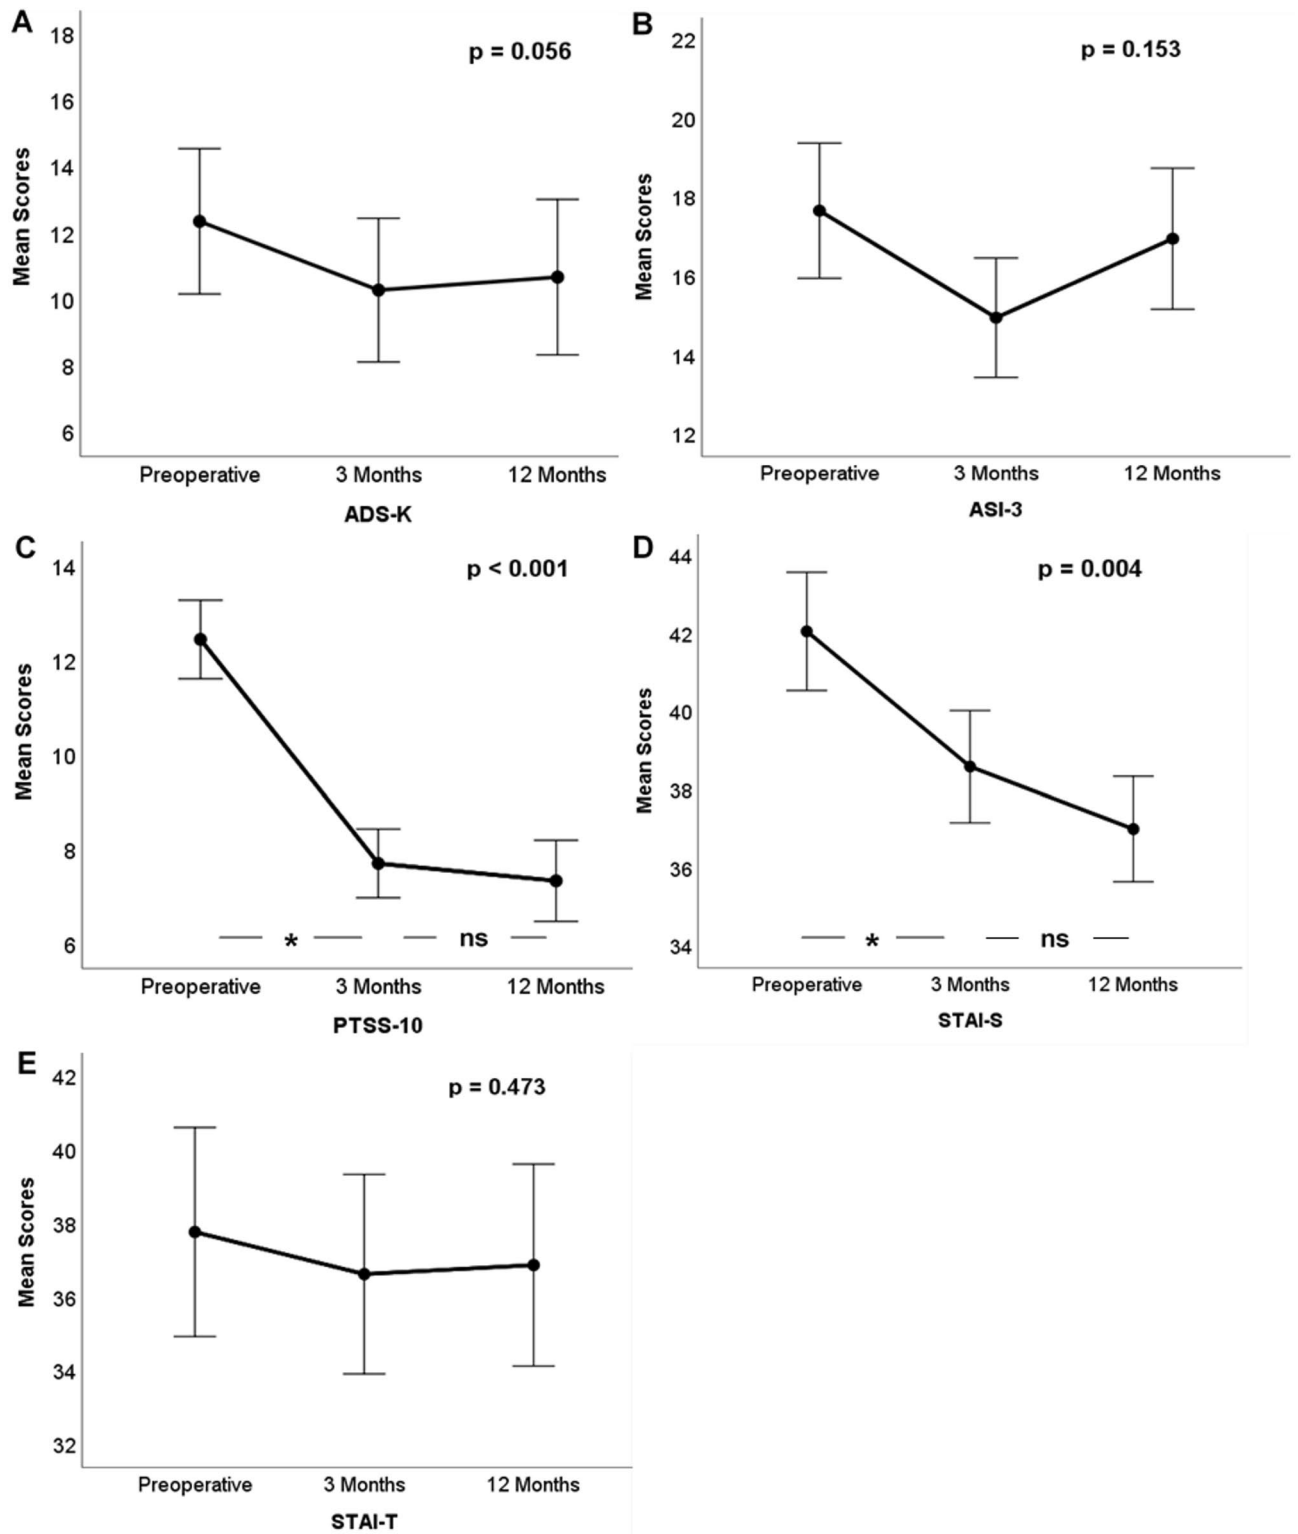 A
p = 0.056
Mean Scores
18
16
14
12
10
8
6
Preoperative 3 Months 12 Months
ADS-K
B
p = 0.153
Mean Scores
22
20
18
16
14
12
Preoperative 3 Months 12 Months
ASI-3
C
p < 0.001
Mean Scores
14
12
10
8
6
* ns
Preoperative 3 Months 12 Months
PTSS-10
D
p = 0.004
Mean Scores
44
42
40
38
36
34
* ns
Preoperative 3 Months 12 Months
STAI-S
E
p = 0.473
Mean Scores
42
40
38
36
34
32
Preoperative 3 Months 12 Months
STAI-T